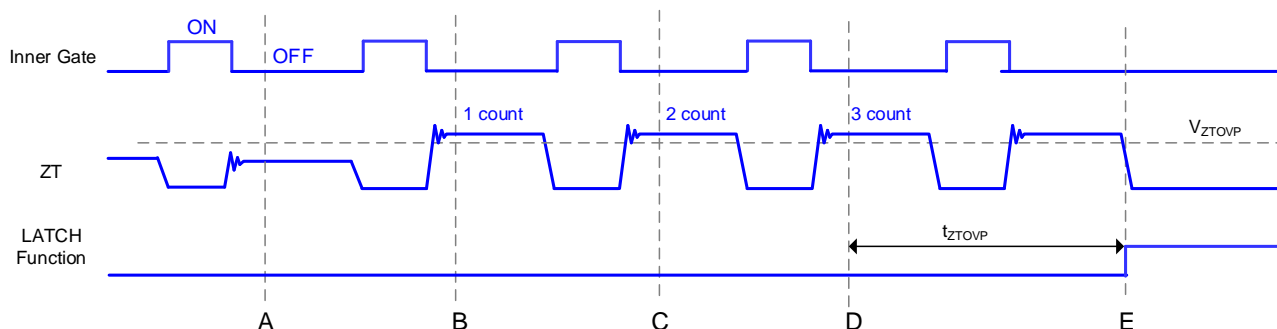 ON
Inner Gate
OFF
1 count
2 count
3 count
VZTOVP
ZT
LATCH
Function
tZTOVP
A
B
C
D
E